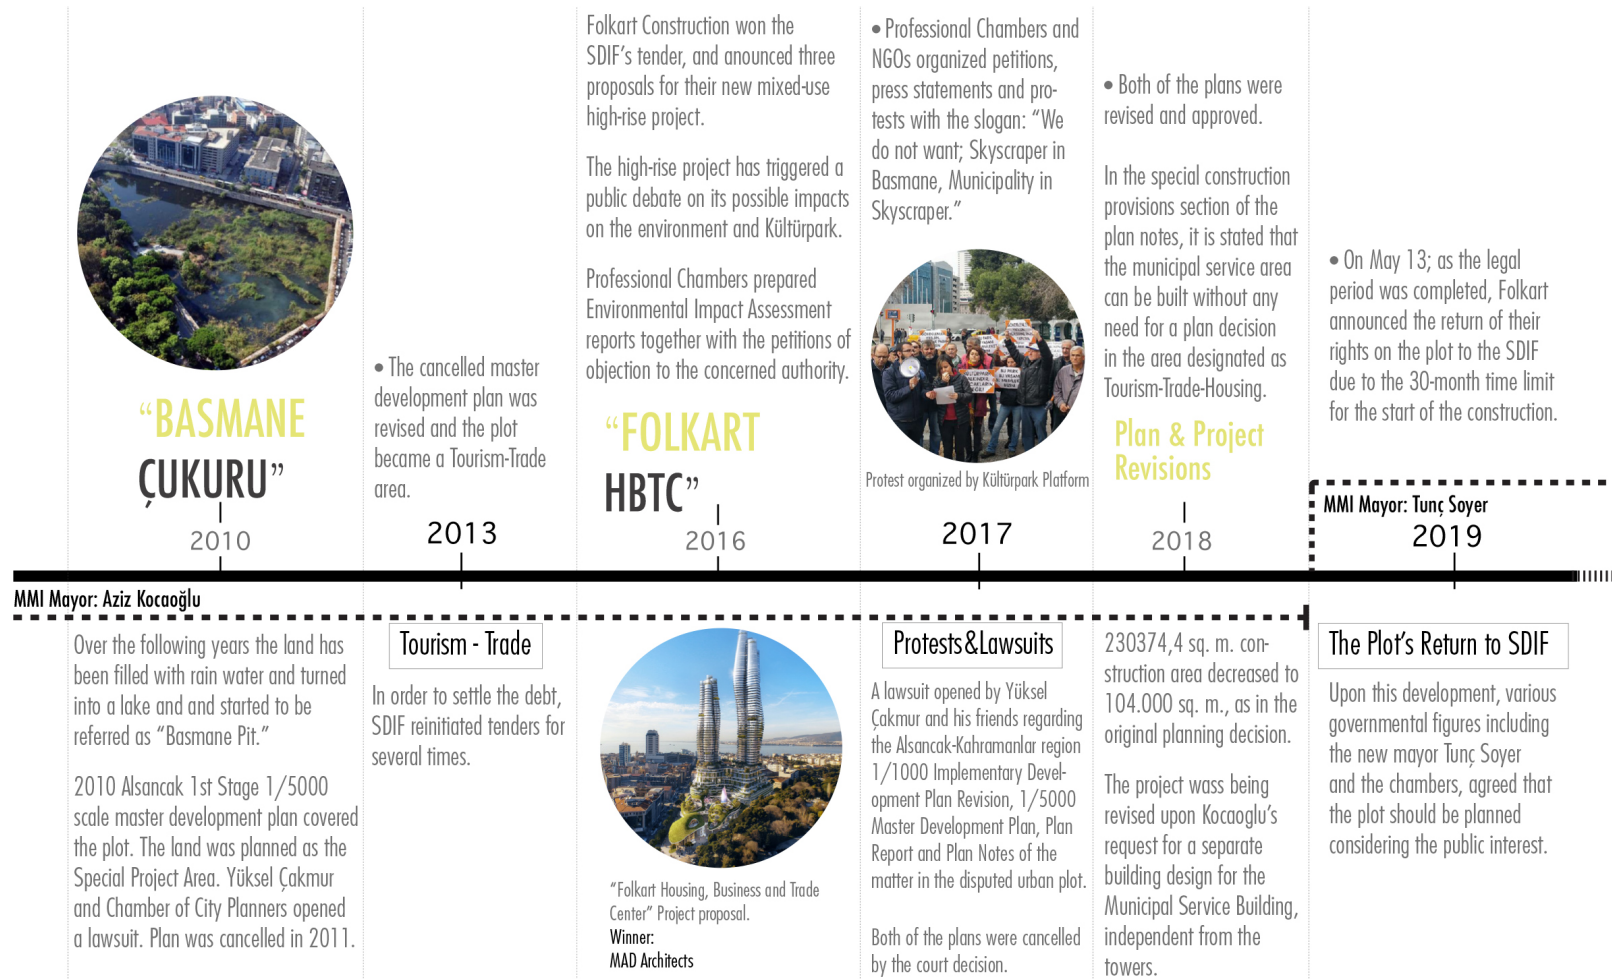 “BASMANE
ÇUKURU”
2010
MMI Mayor: Aziz Kocaoğlu
Over the following years the land has
been filled with rain water and turned
into a lake and and started to be
referred as “Basmane Pit.”
2010 Alsancak 1st Stage 1/5000
scale master development plan covered
the plot. The land was planned as the
Special Project Area. Yüksel Çakmur
and Chamber of City Planners opened
a lawsuit. Plan was cancelled in 2011.
• The cancelled master
development plan was
revised and the plot
became a Tourism-Trade
area.
2013
Tourism - Trade
In order to settle the debt,
SDIF reinitiated tenders for
several times.
Folkart Construction won the
SDIF’s tender, and anounced three
proposals for their new mixed-use
high-rise project.
The high-rise project has triggered a
public debate on its possible impacts
on the environment and Kültürpark.
Professional Chambers prepared
Environmental Impact Assessment
reports together with the petitions of
objection to the concerned authority.
“FOLKART
HBTC”
2016
“Folkart Housing, Business and Trade
Center” Project proposal.
Winner:
MAD Architects
• Professional Chambers and
NGOs organized petitions,
press statements and pro-
tests with the slogan: “We
do not want; Skyscraper in
Basmane, Municipality in
Skyscraper.”
Protest organized by Kültürpark Platform
2017
Protests&Lawsuits
A lawsuit opened by Yüksel
Çakmur and his friends regarding
the Alsancak-Kahramanlar region
1/1000 Implementary Devel-
opment Plan Revision, 1/5000
Master Development Plan, Plan
Report and Plan Notes of the
matter in the disputed urban plot.
Both of the plans were cancelled
by the court decision.
• Both of the plans were
revised and approved.
In the special construction
provisions section of the
plan notes, it is stated that
the municipal service area
can be built without any
need for a plan decision
in the area designated as
Tourism-Trade-Housing.
Plan & Project
Revisions
2018
230374,4 sq. m. con-
struction area decreased to
104.000 sq. m., as in the
original planning decision.
The project wass being
revised upon Kocaoglu’s
request for a separate
building design for the
Municipal Service Building,
independent from the
towers.
• On May 13; as the legal
period was completed, Folkart
announced the return of their
rights on the plot to the SDIF
due to the 30-month time limit
for the start of the construction.
MMI Mayor: Tunç Soyer
2019
The Plot’s Return to SDIF
Upon this development, various
governmental figures including
the new mayor Tunç Soyer
and the chambers, agreed that
the plot should be planned
considering the public interest.